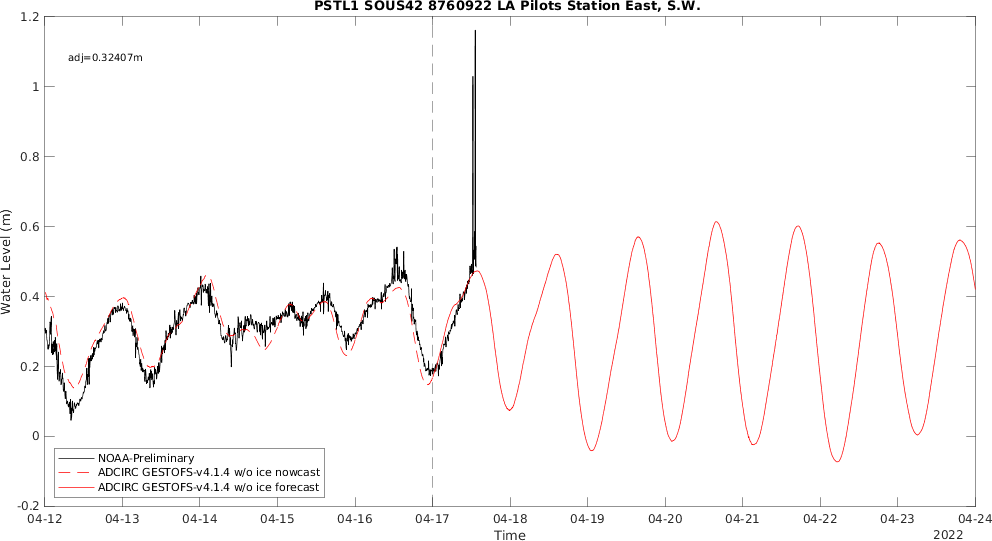 PSTL1 SOUS42 8760922 LA Pilots Station East, S.W.
1.2
adj=0.32407m
1
0.8
0.6
Water Level (m)
0.4
0.2
0
NOAA-Preliminary
ADCIRC GESTOFS-v4.1.4 w/o ice nowcast
ADCIRC GESTOFS-v4.1.4 w/o ice forecast
-0.2
04-12 04-13 04-14 04-15 04-16 04-17 04-18 04-19 04-20 04-21 04-22 04-23 04-24
Time
2022